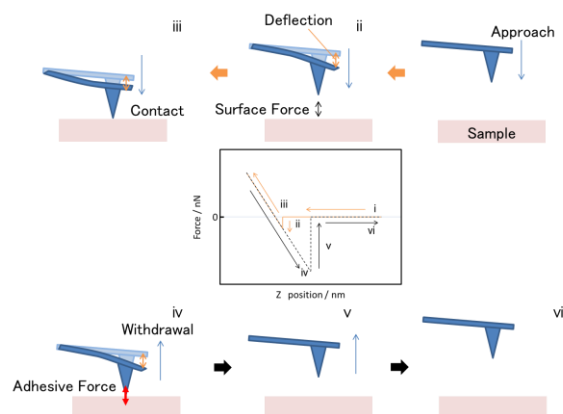 iii
Deflection
ii
Approach
Contact
Surface Force
Sample
Force / nN
0
iii
i
ii
v
vi
iv
Z position / nm
iv
Withdrawal
v
vi
Adhesive Force